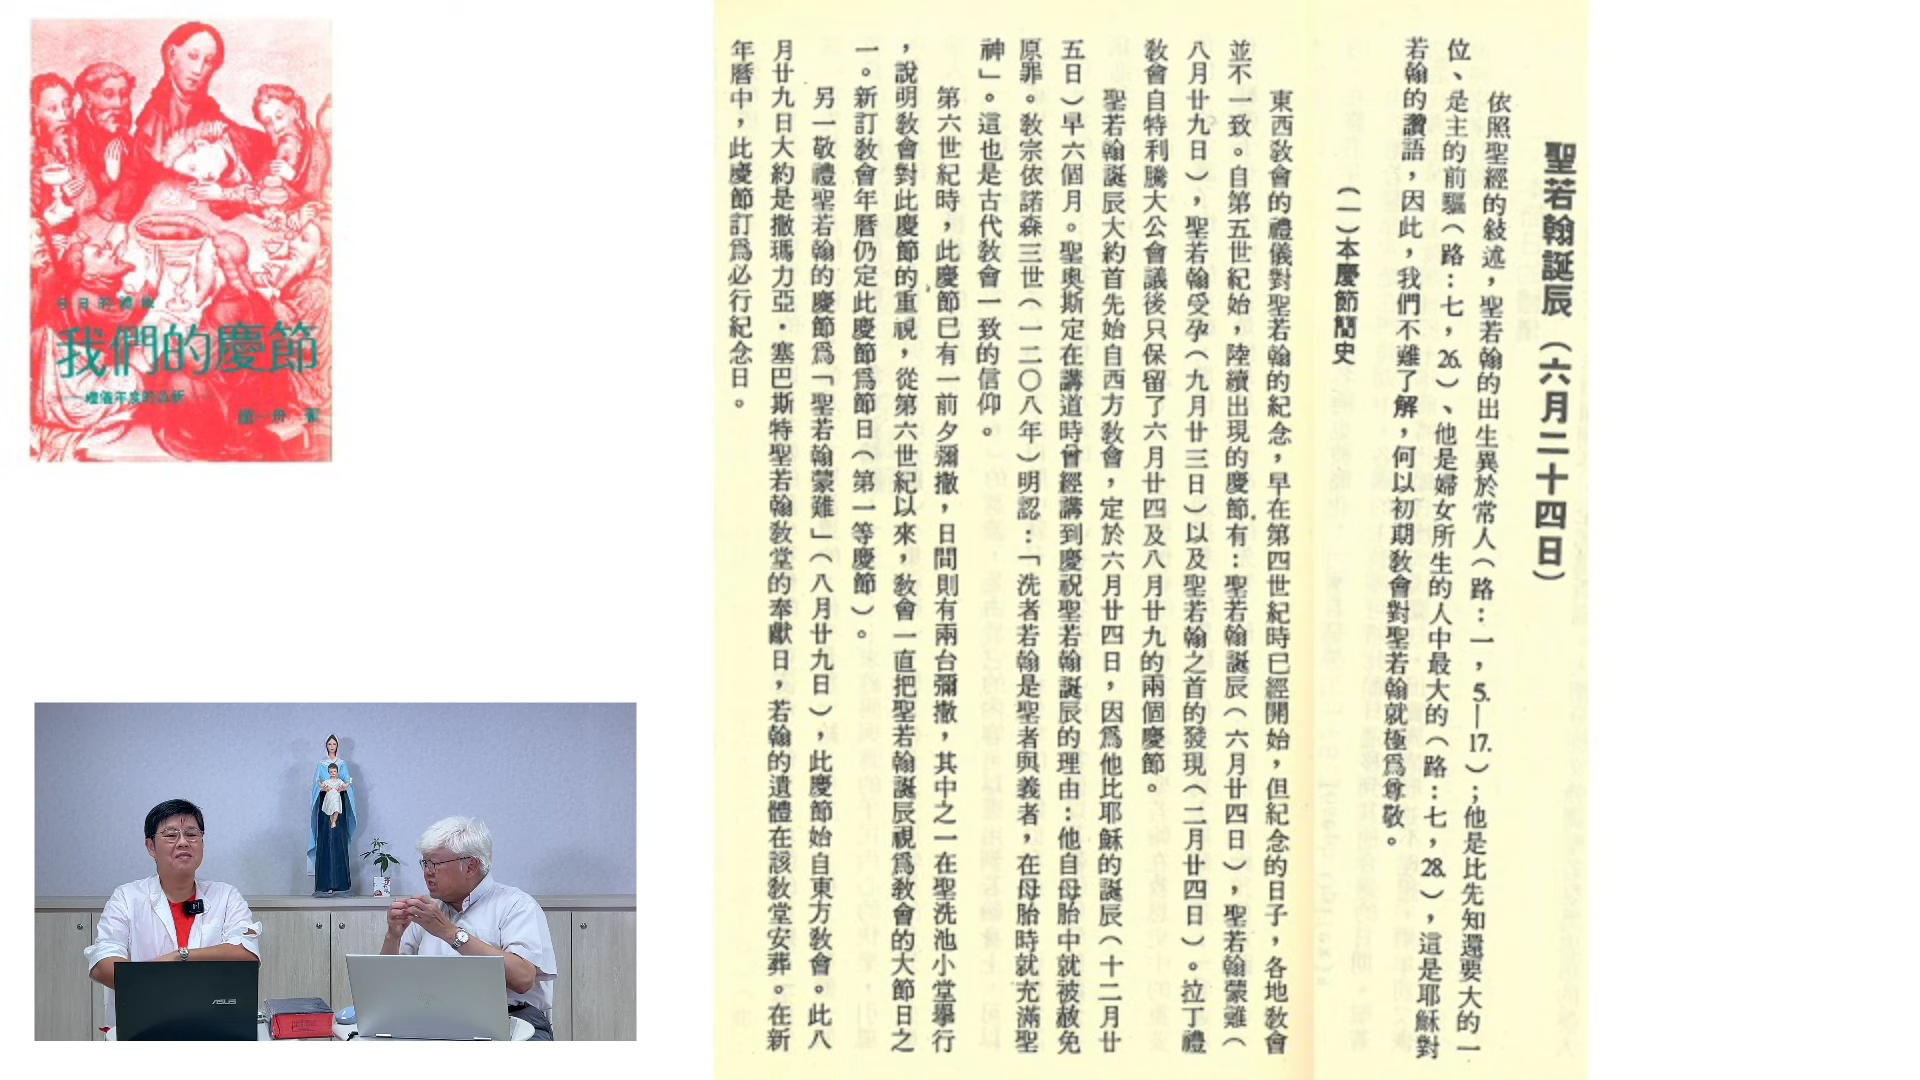 聖若翰誕辰（六月二十四日）
依照聖經的敍述，聖若翰的出生異於常人（路：一，5.—17.）；他是比先知還要大的一
位、是主的前驅（路：七，26.）、他是婦女所生的人中最大的（路：七，28.），這是耶穌對
若翰的讚語，因此，我們不難了解，何以初期敎會對聖若翰就極爲尊敬。
（一）本慶節簡史
東西敎會的禮儀對聖若翰的紀念，早在第四世紀時已經開始，但紀念的日子，各地敎會
並不一致。自第五世紀始，陸續出現的慶節有：聖若翰誕辰（六月廿四日），聖若翰蒙難（
八月廿九日），聖若翰受孕（九月廿三日）以及聖若翰之首的發現（二月廿四日）。拉丁禮
敎會自特利騰大公會議後只保留了六月廿四及八月廿九的兩個慶節。
聖若翰誕辰大約首先始自西方敎會，定於六月廿四日，因爲他比耶穌的誕辰（十二月廿
五日）早六個月。聖奧斯定在講道時曾經講到慶祝聖若翰誕辰的理由：他自母胎中就被赦免
原罪。敎宗依諾森三世（一二〇八年）明認：「洗者若翰是聖者與義者，在母胎時就充滿聖
神」。這也是古代敎會一致的信仰。
第六世紀時，此慶節已有一前夕彌撒，日間則有兩台彌撒，其中之一在聖洗池小堂舉行
，說明敎會對此慶節的重視，從第六世紀以來，敎會一直把聖若翰誕辰視爲敎會的大節日之
一。新訂敎會年曆仍定此慶節爲節日（第一等慶節）。
另一敬禮聖若翰的慶節爲「聖若翰蒙難」（八月廿九日），此慶節始自東方敎會。此八
月廿九日大約是撒瑪力亞・塞巴斯特聖若翰敎堂的奉獻日，若翰的遺體在該敎堂安葬。在新
年曆中，此慶節訂爲必行紀念日。
我們的慶節
ASUS